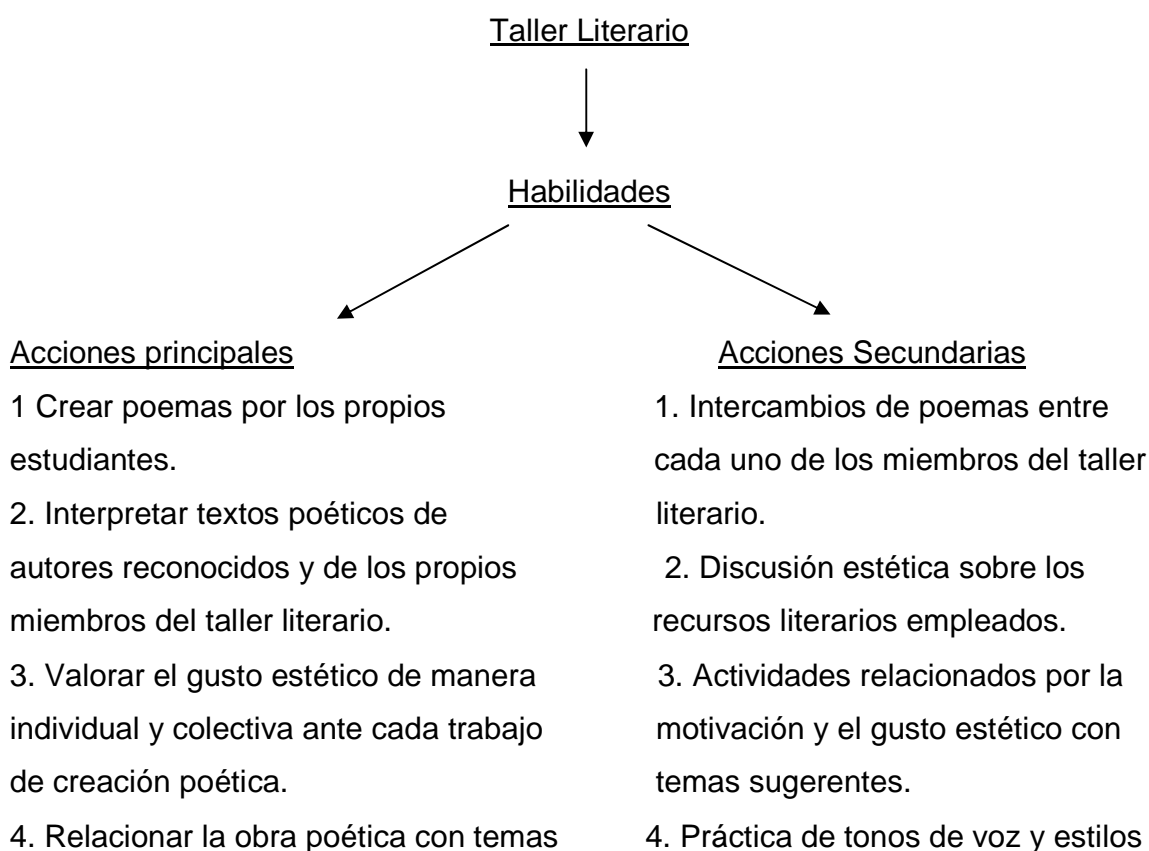 Taller Literario
Habilidades
Acciones principales
1 Crear poemas por los propios
estudiantes.
2. Interpretar textos poéticos de
autores reconocidos y de los propios
miembros del taller literario.
3. Valorar el gusto estético de manera
individual y colectiva ante cada trabajo
de creación poética.
4. Relacionar la obra poética con temas
Acciones Secundarias
1. Intercambios de poemas entre
cada uno de los miembros del taller
literario.
2. Discusión estética sobre los
recursos literarios empleados.
3. Actividades relacionados por la
motivación y el gusto estético con
temas sugerentes.
4. Práctica de tonos de voz y estilos